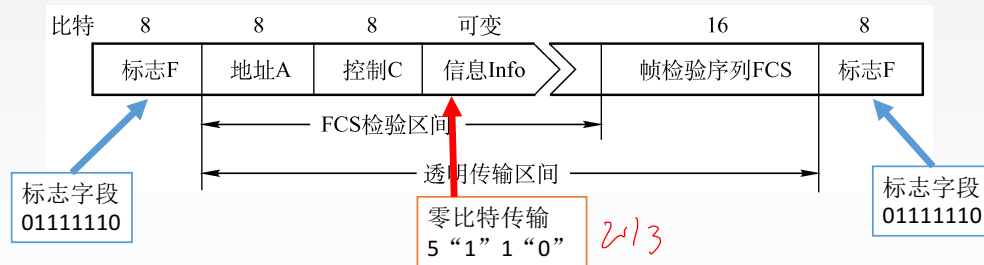 比特 8 8 8 可变 16 8
标志F 地址A 控制C 信息Info 帧检验序列FCS 标志F
FCS检验区间
透明传输区间
标志字段
01111110
零比特传输
5“1”1“0”
2013
标志字段
01111110